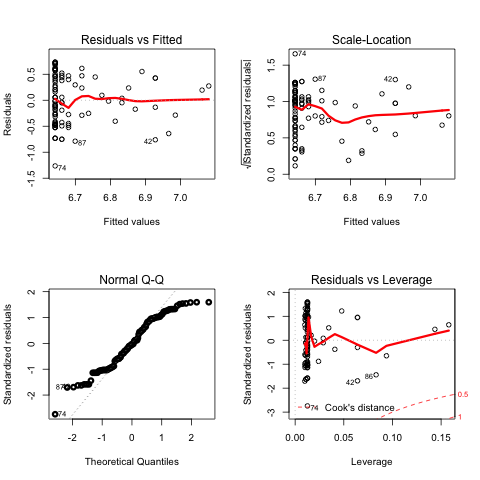 Residuals vs Fitted
Residuals
0.5
0.0
-0.5
-1.0
-1.5
74
87
42
6.7 6.8 6.9 7.0
Fitted values
Scale-Location
√|Standardized residuals|
1.5
1.0
0.5
0.0
74
87
42
6.7 6.8 6.9 7.0
Fitted values
Normal Q-Q
Standardized residuals
2
1
0
-1
-2
87
74
-2 -1 0 1 2
Theoretical Quantiles
Residuals vs Leverage
Standardized residuals
2
1
0
-1
-2
-3
86
42
74 Cook's distance
0.5
1
0.00 0.05 0.10 0.15
Leverage